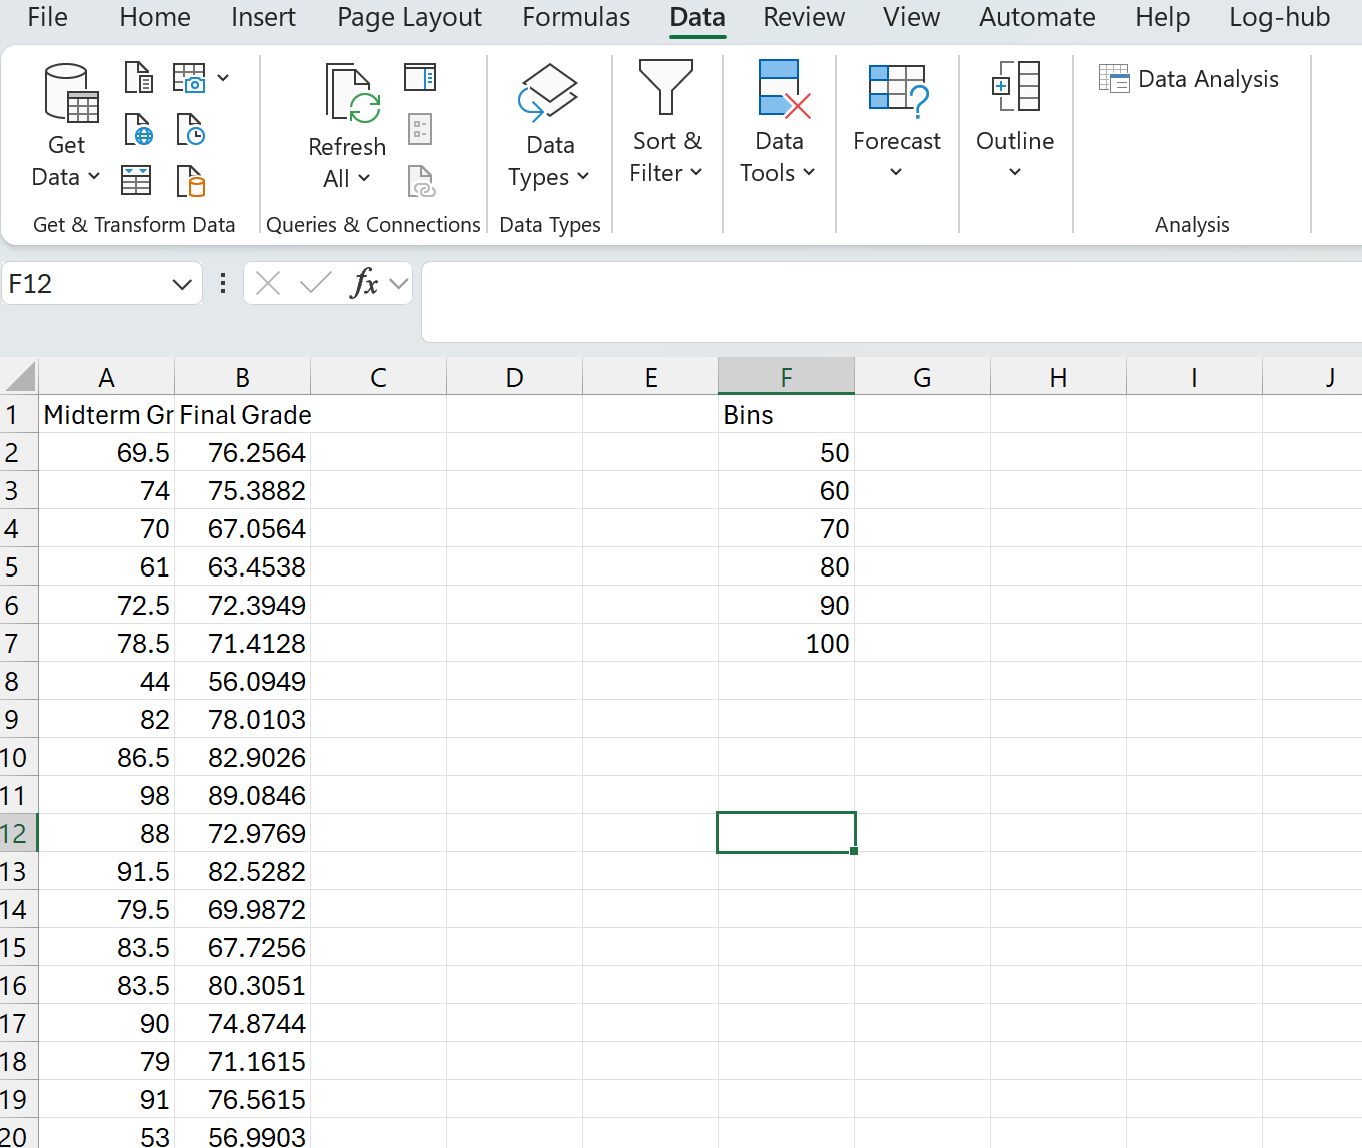 File Home Insert Page Layout Formulas Data Review View Automate Help Log-hub
Get Data
Refresh All
Data Types
Sort & Filter
Data Tools
Forecast
Outline
Data Analysis
Get & Transform Data Queries & Connections Data Types Analysis
F12 fx
A B C D E F G H I J
1 Midterm Gr Final Grade Bins
2 69.5 76.2564 50
3 74 75.3882 60
4 70 67.0564 70
5 61 63.4538 80
6 72.5 72.3949 90
7 78.5 71.4128 100
8 44 56.0949
9 82 78.0103
10 86.5 82.9026
11 98 89.0846
12 88 72.9769
13 91.5 82.5282
14 79.5 69.9872
15 83.5 67.7256
16 83.5 80.3051
17 90 74.8744
18 79 71.1615
19 91 76.5615
20 53 56.9903